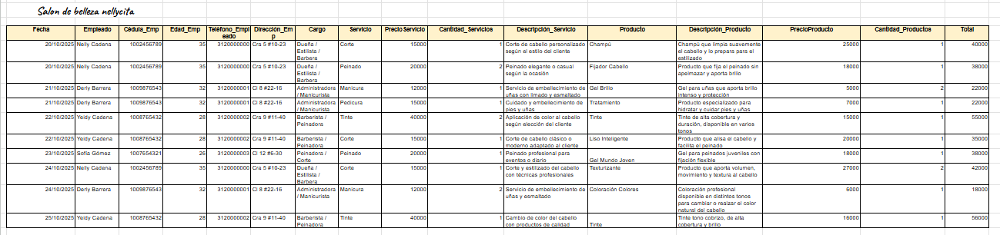 Salon de belleza nellycita
Fecha Empleado Cédula_Emp Edad_Emp Teléfono_Empleado Dirección_Emp Cargo Servicio PrecioServicio Cantidad_Servicios Descripción_Servicio Producto Descripción_Producto PrecioProducto Cantidad_Productos Total
20/10/2025 Nelly Cadena 1002456789 35 3120000000 Cra 5 #10-23 Dueña / Estilista / Barbera Corte 15000 1 Corte de cabello personalizado según el estilo del cliente Champú Champú que limpia suavemente el cabello y lo prepara para el estilizado 25000 1 40000
20/10/2025 Nelly Cadena 1002456789 35 3120000000 Cra 5 #10-23 Dueña / Estilista / Barbera Peinado 20000 2 Peinado elegante o casual según la ocasión Fijador Cabello Producto que fija el peinado sin apelmazar y aporta brillo 18000 1 38000
21/10/2025 Derly Barrera 1009876543 32 3120000001 Cl 8 #22-16 Administradora / Manicurista Manicura 12000 1 Servicio de embellecimiento de uñas con limado y esmaltado Gel Brillo Gel para uñas que aporta brillo intenso y protección 5000 2 22000
21/10/2025 Derly Barrera 1009876543 32 3120000001 Cl 8 #22-16 Administradora / Manicurista Pedicura 15000 1 Cuidado y embellecimiento de pies y uñas Tratamiento Producto especializado para hidratar y cuidar pies y uñas 7000 1 22000
22/10/2025 Yeidy Cadena 1008765432 28 3120000002 Cra 9 #11-40 Barberista / Peinadora Tinte 40000 2 Aplicación de color al cabello según elección del cliente Tinte Tinte de alta cobertura y duración, disponible en varios tonos 15000 1 55000
22/10/2025 Yeidy Cadena 1008765432 28 3120000002 Cra 9 #11-40 Barberista / Peinadora Corte 15000 1 Corte de cabello clásico o moderno adaptado al cliente Liso Inteligente Producto que alisa el cabello y facilita el peinado 20000 1 35000
23/10/2025 Sofía Gómez 1007654321 26 3120000003 Cl 12 #6-30 Peinadora / Corte Peinado 20000 1 Peinado profesional para eventos o diario Gel Mundo Joven Gel para peinados juveniles con fijación flexible 18000 1 38000
24/10/2025 Nelly Cadena 1002456789 35 3120000000 Cra 5 #10-23 Dueña / Estilista / Barbera Corte 15000 1 Corte y estilizado del cabello con técnicas profesionales Texturizante Producto que aporta volumen, movimiento y textura al cabello 27000 2 42000
24/10/2025 Derly Barrera 1009876543 32 3120000001 Cl 8 #22-16 Administradora / Manicurista Manicura 12000 2 Servicio de embellecimiento de uñas y esmaltado Coloración Colores Coloración profesional disponible en distintos tonos para cambiar o realzar el color natural del cabello 6000 1 18000
25/10/2025 Yeidy Cadena 1008765432 28 3120000002 Cra 9 #11-40 Barberista / Peinadora Tinte 40000 1 Cambio de color del cabello con productos de calidad Tinte Tinte tono cobrizo, de alta cobertura y brillo 16000 1 56000